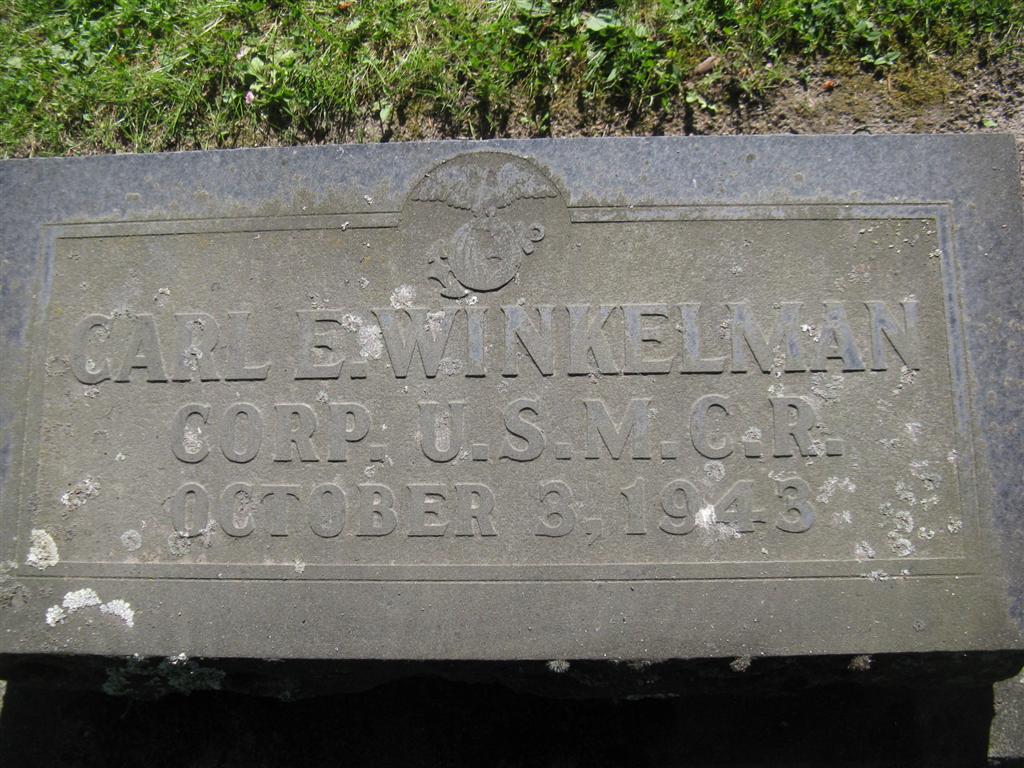 CARL E. WINKELMAN
CORP. U.S.M.C.R.
OCTOBER 3, 1943